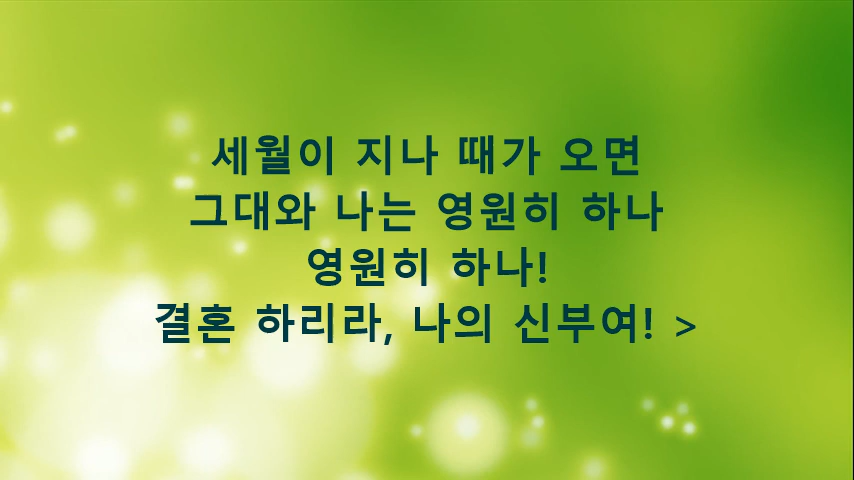 세월이 지나 때가 오면
그대와 나는 영원히 하나
영원히 하나!
결혼 하리라, 나의 신부여! >